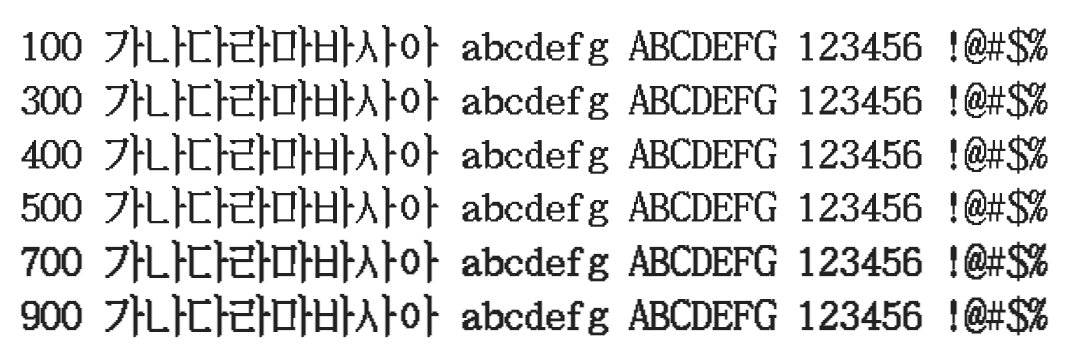 100 가나다라마바사아 abcdefg ABCDEFG 123456 !@#$%
300 가나다라마바사아 abcdefg ABCDEFG 123456 !@#$%
400 가나다라마바사아 abcdefg ABCDEFG 123456 !@#$%
500 가나다라마바사아 abcdefg ABCDEFG 123456 !@#$%
700 가나다라마바사아 abcdefg ABCDEFG 123456 !@#$%
900 가나다라마바사아 abcdefg ABCDEFG 123456 !@#$%